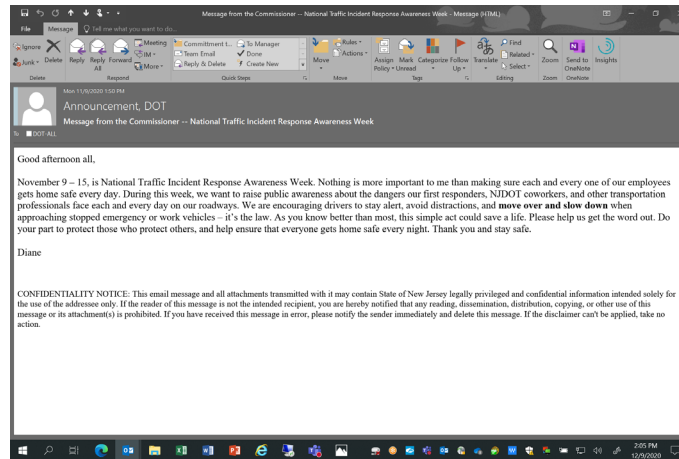 Message from the Commissioner -- National Traffic Incident Response Awareness Week - Message (HTML)
File Message Tell me what you want to do...
Ignore
Junk
Delete
Reply
Reply All
Forward
Meeting
IM
More
Commitment t...
Team Email
Reply & Delete
To Manager
Done
Create New
Move
Rules
Actions
Assign Policy
Mark Unread
Categorize
Follow Up
Translate
Find
Related
Select
Zoom
Send to OneNote
Insights
Delete Respond Quick Steps Move Tags Editing Zoom OneNote
Mon 11/9/2020 1:50 PM
Announcement, DOT
Message from the Commissioner -- National Traffic Incident Response Awareness Week
To DOT-ALL
Good afternoon all,
November 9 – 15, is National Traffic Incident Response Awareness Week. Nothing is more important to me than making sure each and every one of our employees
gets home safe every day. During this week, we want to raise public awareness about the dangers our first responders, NJDOT coworkers, and other transportation
professionals face each and every day on our roadways. We are encouraging drivers to stay alert, avoid distractions, and move over and slow down when
approaching stopped emergency or work vehicles – it's the law. As you know better than most, this simple act could save a life. Please help us get the word out. Do
your part to protect those who protect others, and help ensure that everyone gets home safe every night. Thank you and stay safe.
Diane
CONFIDENTIALITY NOTICE: This email message and all attachments transmitted with it may contain State of New Jersey legally privileged and confidential information intended solely for
the use of the addressee only. If the reader of this message is not the intended recipient, you are hereby notified that any reading, dissemination, distribution, copying, or other use of this
message or its attachment(s) is prohibited. If you have received this message in error, please notify the sender immediately and delete this message. If the disclaimer can't be applied, take no
action.
2:05 PM
12/9/2020